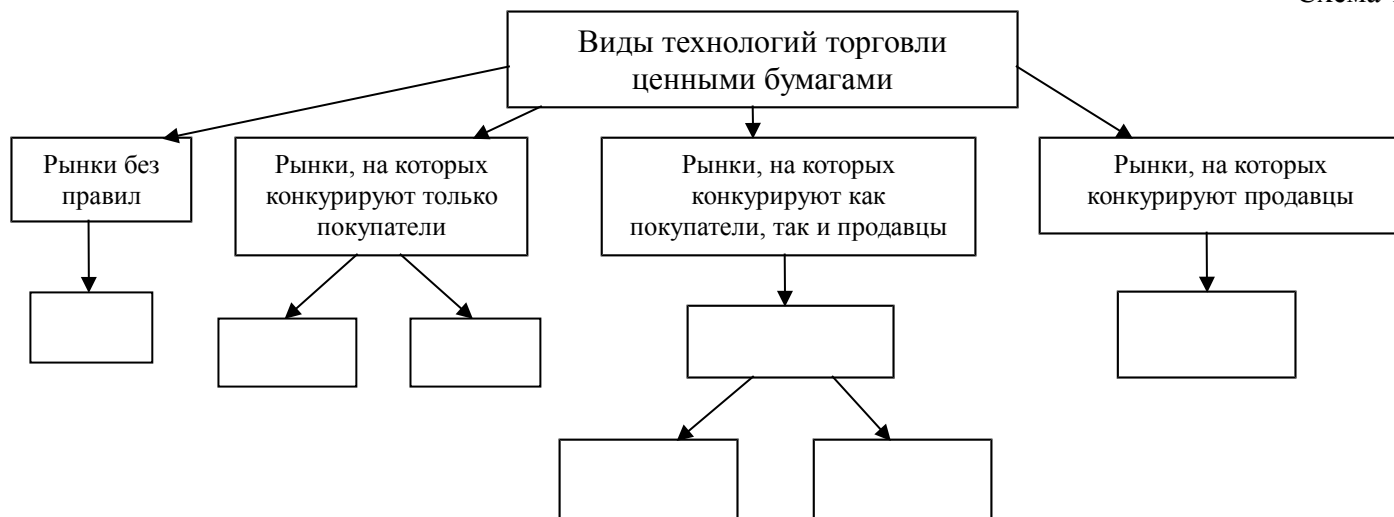 Виды технологий торговли
ценными бумагами
Рынки без
правил
Рынки, на которых
конкурируют только
покупатели
Рынки, на которых
конкурируют как
покупатели, так и продавцы
Рынки, на которых
конкурируют продавцы